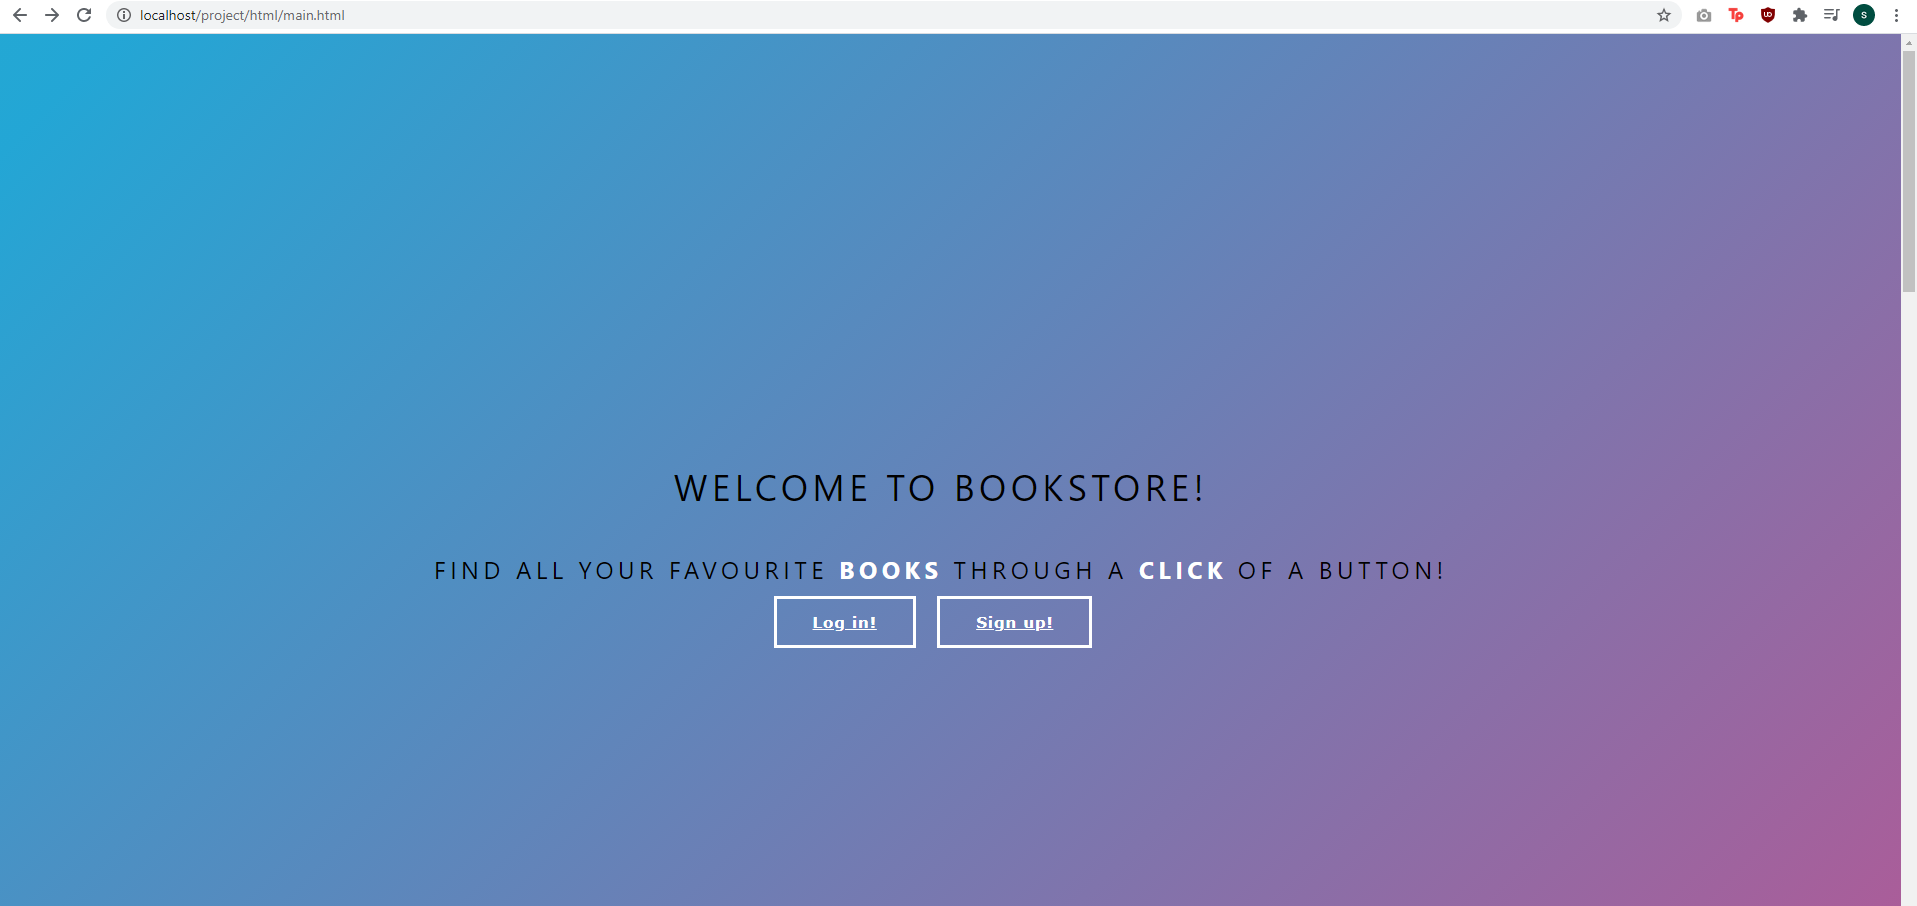 localhost/project/html/main.html
Tp
UO
S
WELCOME TO BOOKSTORE!
FIND ALL YOUR FAVOURITE BOOKS THROUGH A CLICK OF A BUTTON!
Log in! Sign up!